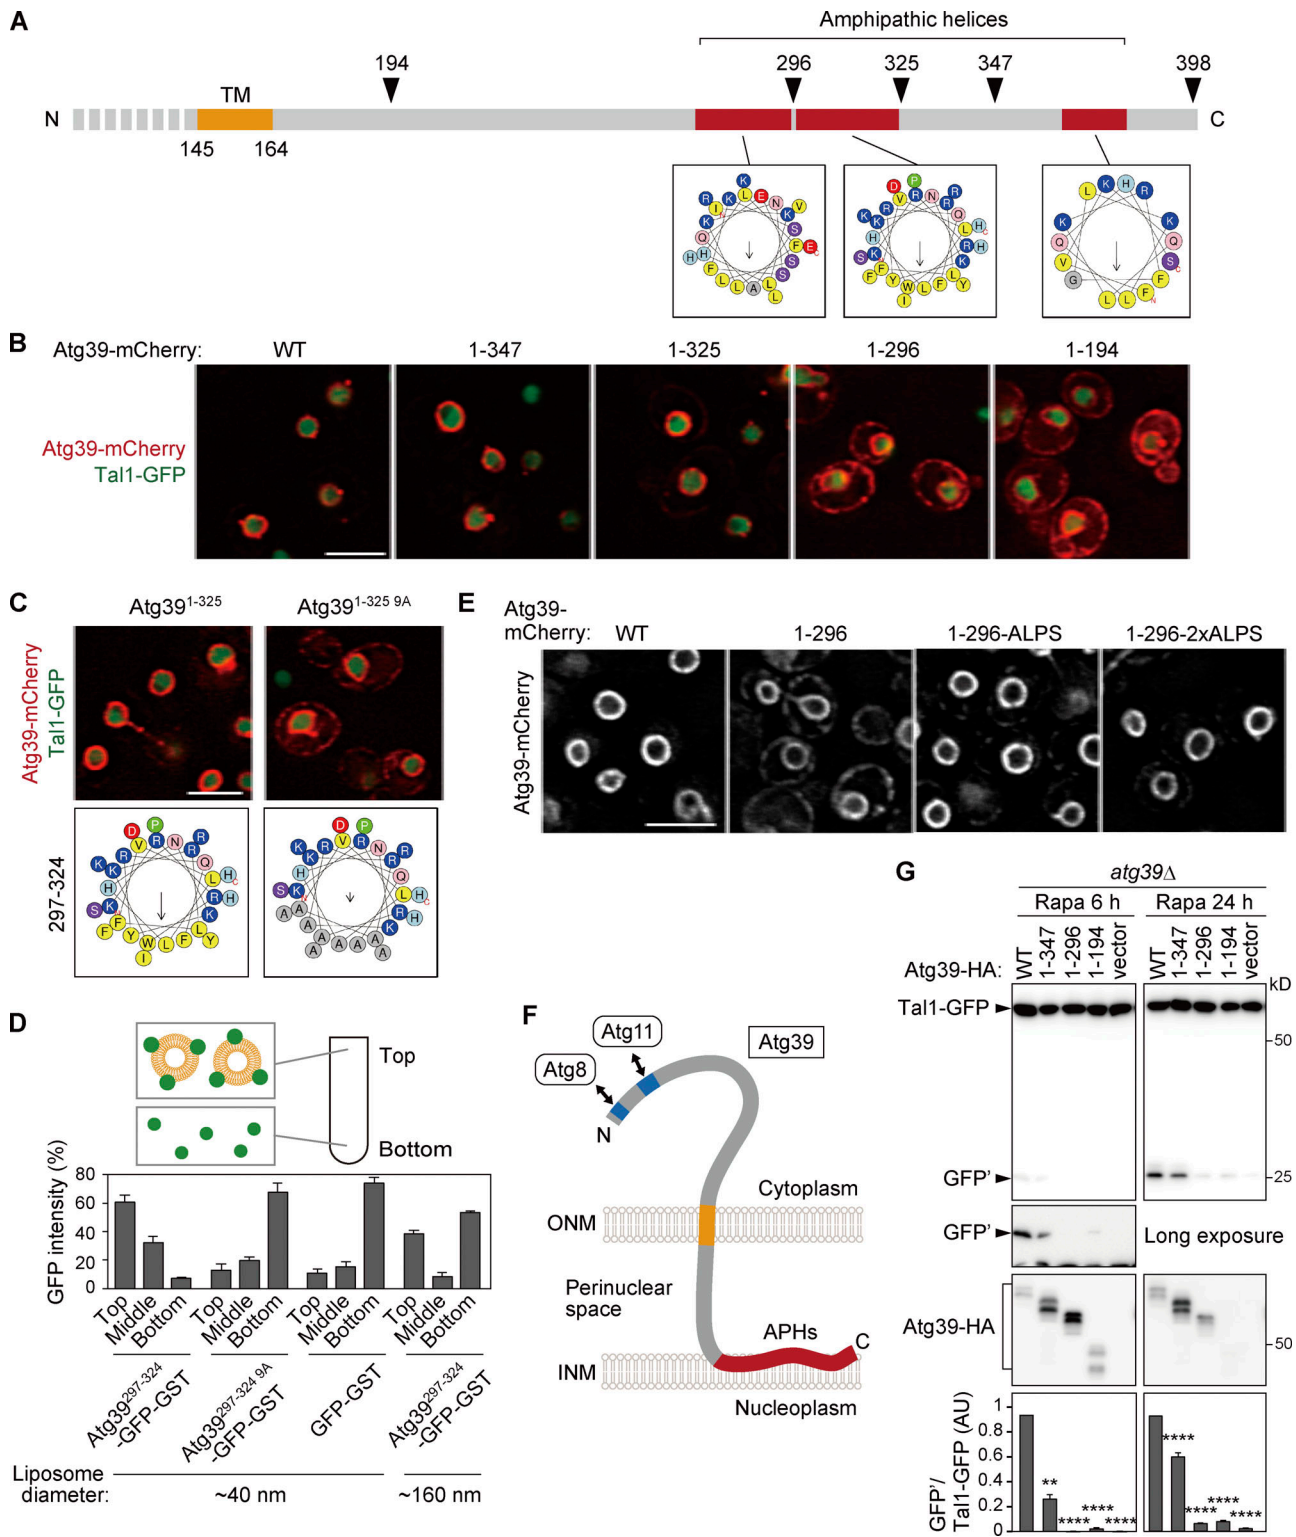 A
Amphipathic helices
194
296
325
347
398
TM
N
C
145
164
B
Atg39-mCherry:
WT
1-347
1-325
1-296
1-194
Atg39-mCherry
Tal1-GFP
C
Atg39 1-325
Atg39 1-325 9A
Atg39-mCherry
Tal1-GFP
297-324
D
Top
Bottom
GFP intensity (%)
80
60
40
20
0
Top
Middle
Bottom
Top
Middle
Bottom
Top
Middle
Bottom
Top
Middle
Bottom
Atg39 297-324
-GFP-GST
Atg39 297-324 9A
-GFP-GST
GFP-GST
Atg39 297-324
-GFP-GST
Liposome
diameter:
~40 nm
~160 nm
E
Atg39-
mCherry:
WT
1-296
1-296-ALPS
1-296-2xALPS
Atg39-mCherry
F
Atg11
Atg8
Atg39
N
Cytoplasm
ONM
Perinuclear
space
APHs
C
INM
Nucleoplasm
G
atg39Δ
Rapa 6 h
Rapa 24 h
Atg39-HA:
WT
1-347
1-296
1-194
vector
WT
1-347
1-296
1-194
vector
kD
Tal1-GFP
-50
GFP'
-25
GFP'
Long exposure
Atg39-HA
-50
GFP'/
Tal1-GFP (AU)
1
0.8
0.6
0.4
0.2
0
**
****
****
****
****
****
****
****